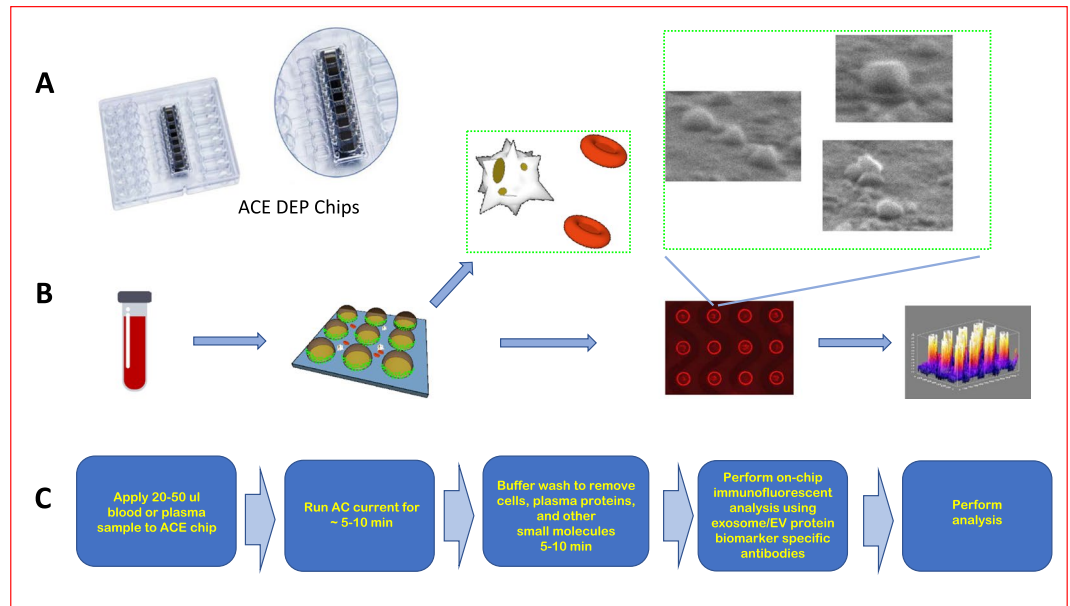 A
ACE DEP Chips
B
C
Apply 20-50 ul
blood or plasma
sample to ACE chip
Run AC current for
~ 5-10 min
Buffer wash to remove
cells, plasma proteins,
and other
small molecules
5-10 min
Perform on-chip
immunofluorescent
analysis using
exosome/EV protein
biomarker specific
antibodies
Perform
analysis